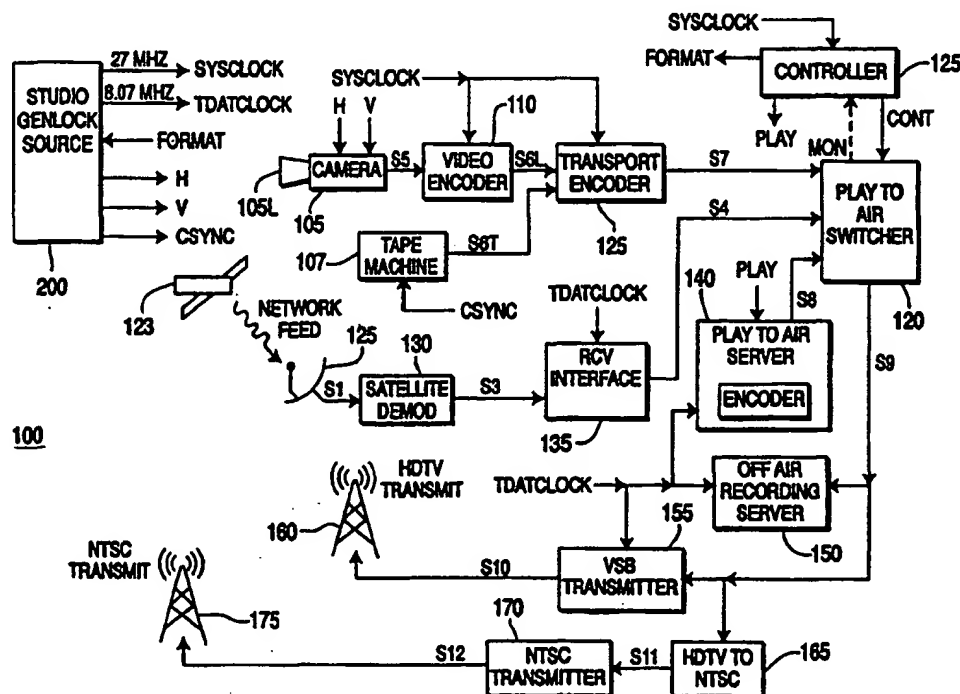 SYSCLOCK
FORMAT
CONTROLLER
125
PLAY
MON
CONT
27 MHZ
SYSCLOCK
8.07 MHZ
TDATCLOCK
STUDIO
GENLOCK
SOURCE
FORMAT
H
V
CSYNC
200
SYSCLOCK
H V
110
105L
CAMERA
105
S5
VIDEO
ENCODER
S6L
TRANSPORT
ENCODER
125
S7
S4
PLAY
TO AIR
SWITCHER
120
107
TAPE
MACHINE
S6T
CSYNC
123
NETWORK
FEED
125
S1
130
SATELLITE
DEMOD
S3
TDATCLOCK
RCV
INTERFACE
135
PLAY
140
S8
PLAY TO AIR
SERVER
ENCODER
S9
100
HDTV
TRANSMIT
160
TDATCLOCK
OFF AIR
RECORDING
SERVER
150
155
VSB
TRANSMITTER
S10
NTSC
TRANSMIT
175
170
NTSC
TRANSMITTER
S12
S11
HDTV TO
NTSC
165